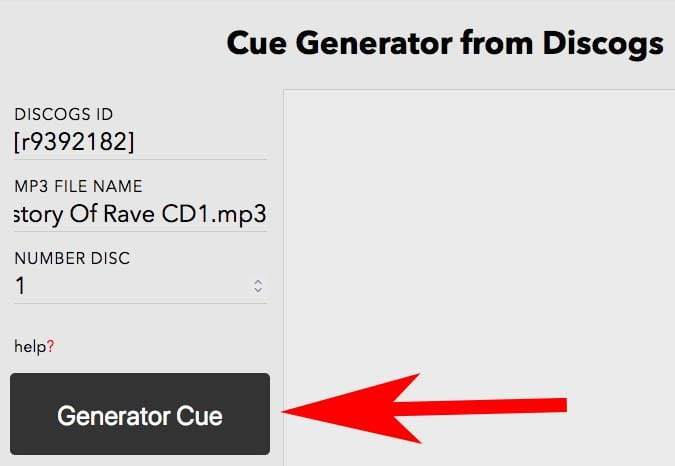 Cue Generator from Discogs
DISCOGS ID
[r9392182]
MP3 FILE NAME
story Of Rave CD1.mp3
NUMBER DISC
1
help?
Generator Cue